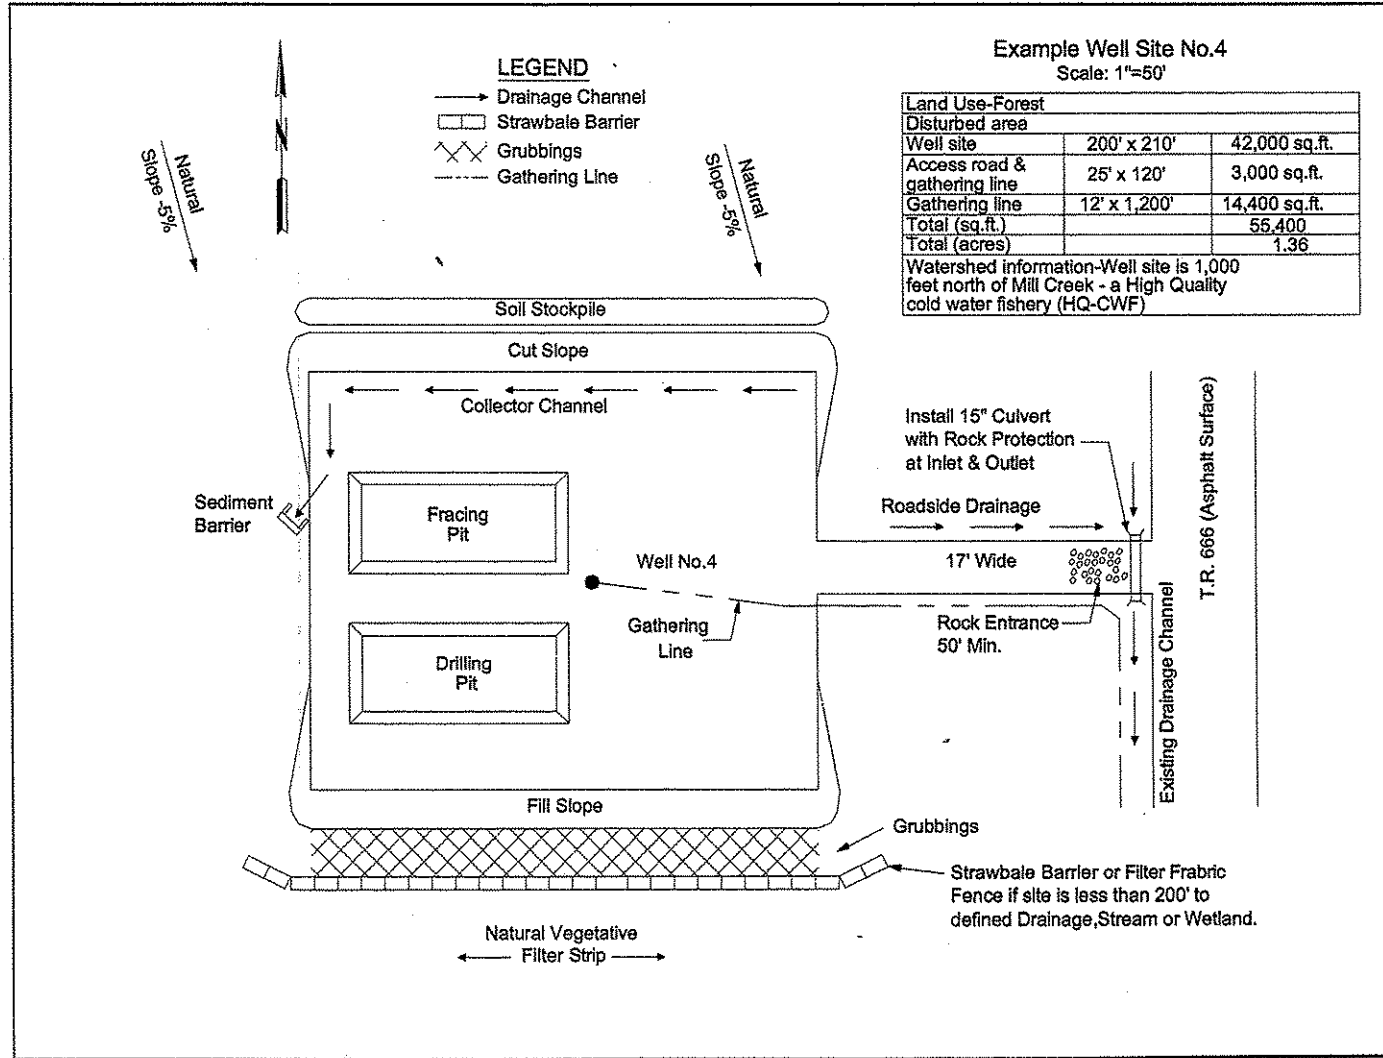 LEGEND
Drainage Channel
Strawbale Barrier
Grubbings
Gathering Line
N
Natural
Slope -5%
Natural
Slope -5%
Example Well Site No.4
Scale: 1"=50'
Land Use-Forest
Disturbed area
Well site 200' x 210' 42,000 sq.ft.
Access road &
gathering line 25' x 120' 3,000 sq.ft.
Gathering line 12' x 1,200' 14,400 sq.ft.
Total (sq.ft.) 55,400
Total (acres) 1.36
Watershed information-Well site is 1,000
feet north of Mill Creek - a High Quality
cold water fishery (HQ-CWF)
Soil Stockpile
Cut Slope
Collector Channel
Sediment
Barrier
Fracing
Pit
Well No.4
Gathering
Line
Drilling
Pit
Fill Slope
Install 15" Culvert
with Rock Protection
at Inlet & Outlet
Roadside Drainage
17' Wide
Rock Entrance
50' Min.
T.R. 666 (Asphalt Surface)
Existing Drainage Channel
Grubbings
Strawbale Barrier or Filter Frabric
Fence if site is less than 200' to
defined Drainage,Stream or Wetland.
Natural Vegetative
Filter Strip